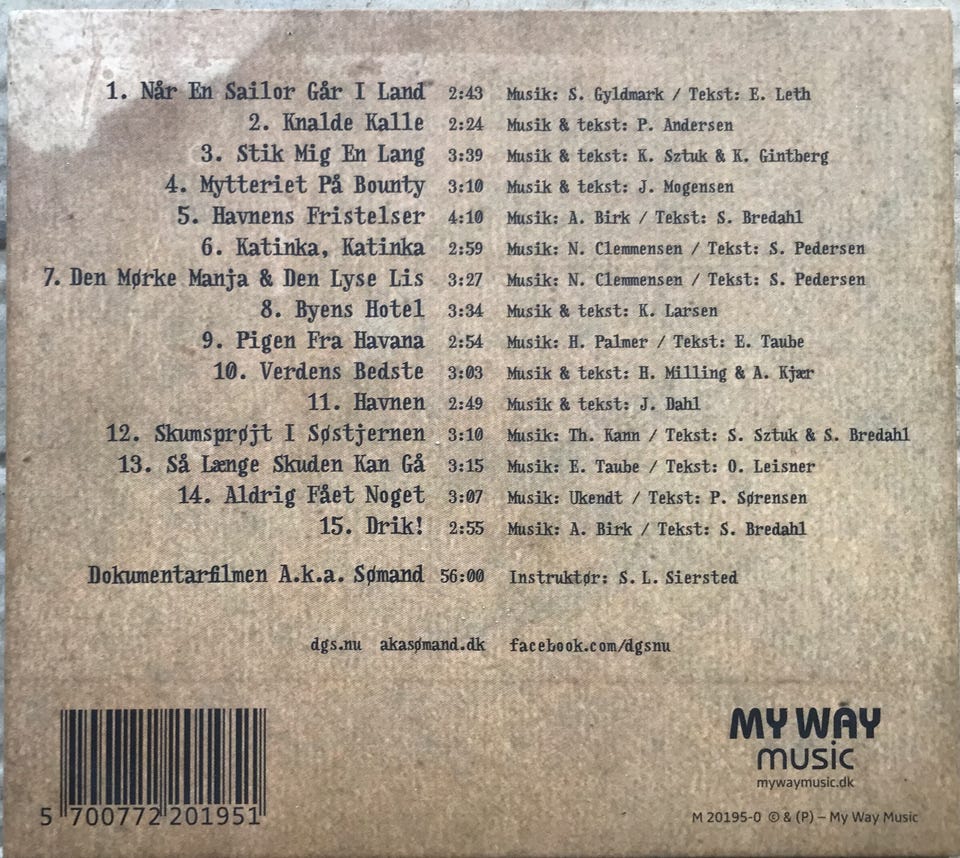 1. Når En Sailor Går I Land 2:43 Musik: S. Gyldmark / Tekst: E. Leth
2. Knalde Kalle 2:24 Musik & tekst: P. Andersen
3. Stik Mig En Lang 3:39 Musik & tekst: K. Sztuk & K. Gintberg
4. Mytteriet På Bounty 3:10 Musik & tekst: J. Mogensen
5. Havnens Fristelser 4:10 Musik: A. Birk / Tekst: S. Bredahl
6. Katinka, Katinka 2:59 Musik: N. Clemmensen / Tekst: S. Pedersen
7. Den Mørke Manja & Den Lyse Lis 3:27 Musik: N. Clemmensen / Tekst: S. Pedersen
8. Byens Hotel 3:34 Musik & tekst: K. Larsen
9. Pigen Fra Havana 2:54 Musik: H. Palmer / Tekst: E. Taube
10. Verdens Bedste 3:03 Musik & tekst: H. Milling & A. Kjær
11. Havnen 2:49 Musik & tekst: J. Dahl
12. Skumsprøjt I Søstjernen 3:10 Musik: Th. Kann / Tekst: S. Sztuk & S. Bredahl
13. Så Længe Skuden Kan Gå 3:15 Musik: E. Taube / Tekst: O. Leisner
14. Aldrig Fået Noget 3:07 Musik: Ukendt / Tekst: P. Sørensen
15. Drik! 2:55 Musik: A. Birk / Tekst: S. Bredahl
Dokumentarfilmen A.k.a. Sømand 56:00 Instruktør: S. L. Siersted
dgs.nu akasømand.dk facebook.com/dgsnu
MY WAY
music
mywaymusic.dk
5 700772 201951
M 20195-0 © & (P) – My Way Music